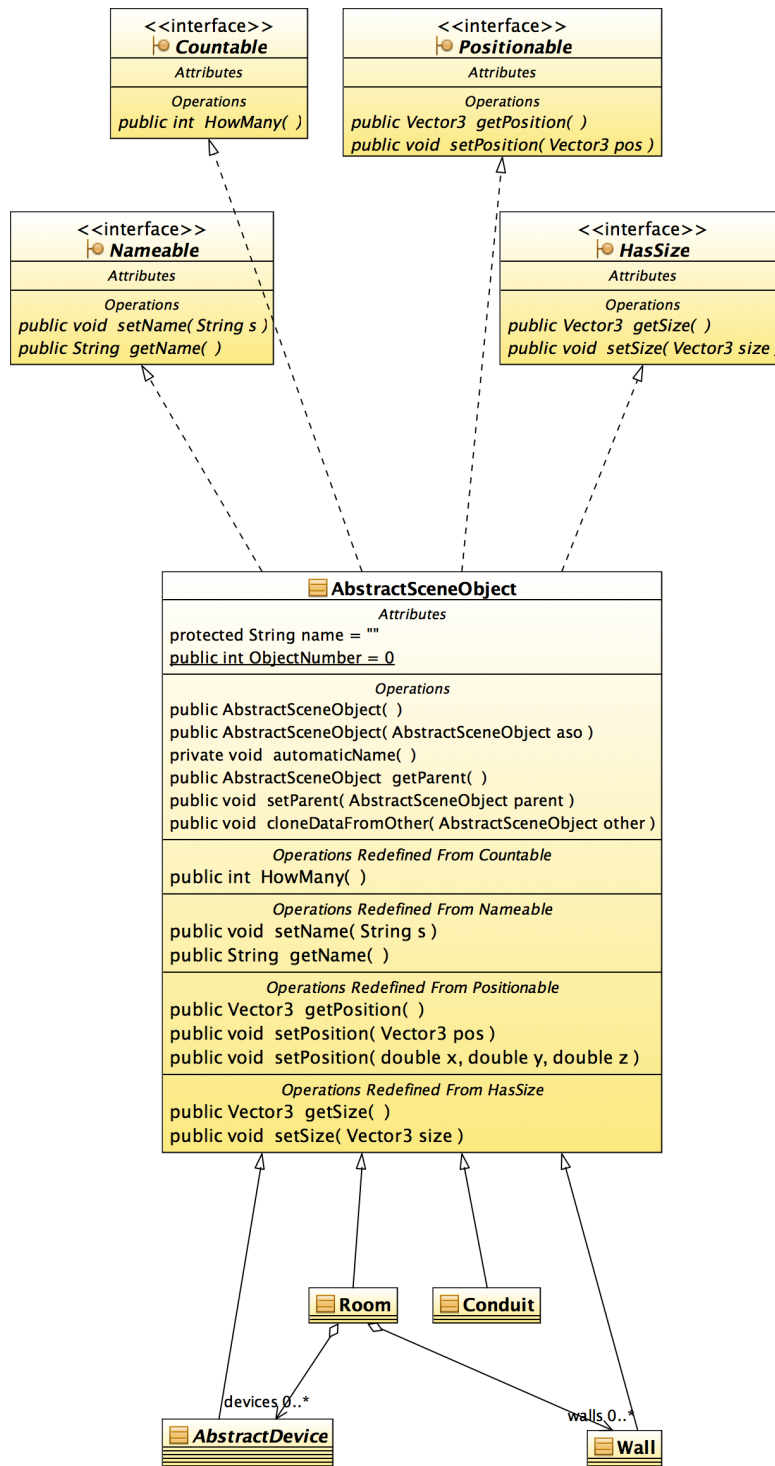 <<interface>>
Countable
Attributes
Operations
public int HowMany( )
<<interface>>
Positionable
Attributes
Operations
public Vector3 getPosition( )
public void setPosition( Vector3 pos )
<<interface>>
Nameable
Attributes
Operations
public void setName( String s )
public String getName( )
<<interface>>
HasSize
Attributes
Operations
public Vector3 getSize( )
public void setSize( Vector3 size )
AbstractSceneObject
Attributes
protected String name = ""
public int ObjectNumber = 0
Operations
public AbstractSceneObject( )
public AbstractSceneObject( AbstractSceneObject aso )
private void automaticName( )
public AbstractSceneObject getParent( )
public void setParent( AbstractSceneObject parent )
public void cloneDataFromOther( AbstractSceneObject other )
Operations Redefined From Countable
public int HowMany( )
Operations Redefined From Nameable
public void setName( String s )
public String getName( )
Operations Redefined From Positionable
public Vector3 getPosition( )
public void setPosition( Vector3 pos )
public void setPosition( double x, double y, double z )
Operations Redefined From HasSize
public Vector3 getSize( )
public void setSize( Vector3 size )
Room
Conduit
devices 0..*
walls 0..*
AbstractDevice
Wall